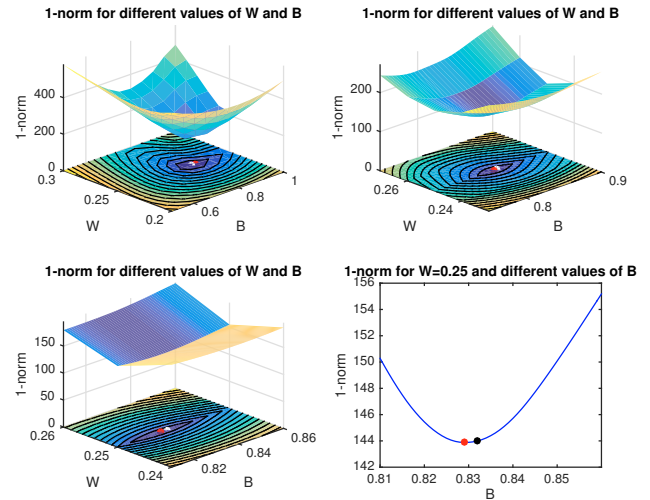 1-norm for different values of W and B
1-norm
400
200
0
0.3
0.25
0.2
W
0.6
0.8
1
B
1-norm for different values of W and B
1-norm
200
100
0
0.26
0.24
W
0.8
0.9
B
1-norm for different values of W and B
1-norm
150
100
50
0
0.26
0.25
0.24
W
0.82
0.84
0.86
B
1-norm for W=0.25 and different values of B
1-norm
156
154
152
150
148
146
144
142
0.81
0.82
0.83
0.84
0.85
B